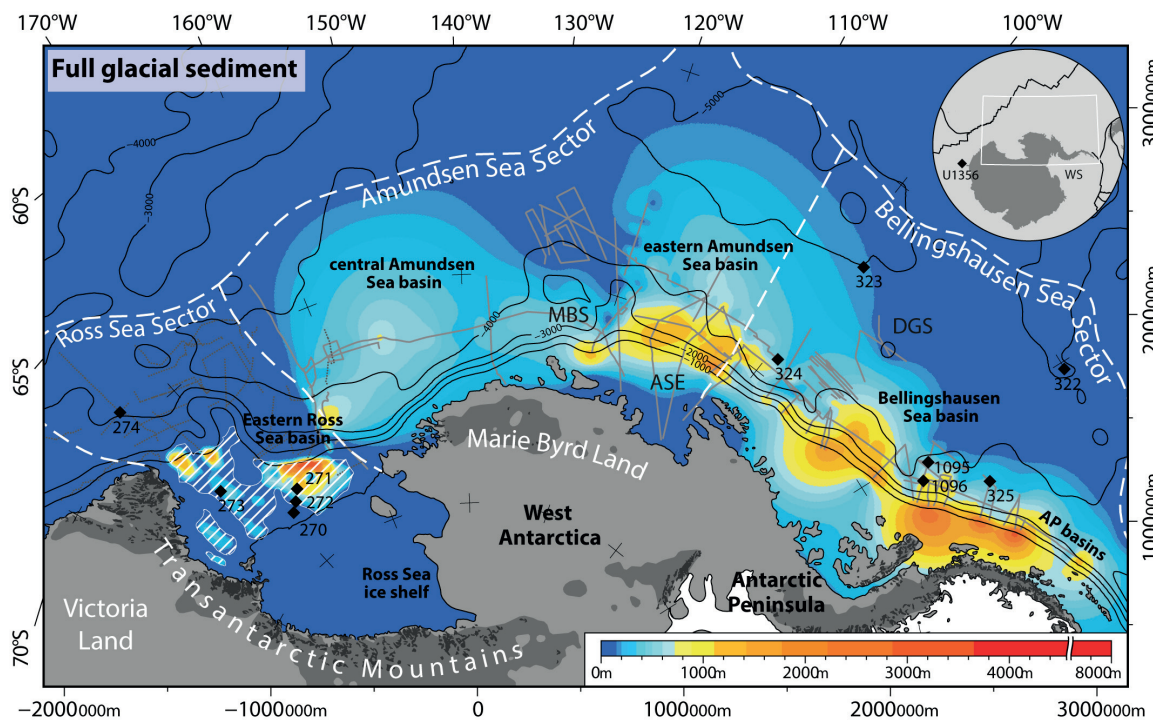 170°W 160°W 150°W 140°W 130°W 120°W 110°W 100°W
Full glacial sediment
60°S
65°S
70°S
3000000m
2000000m
1000000m
Amundsen Sea Sector
Bellingshausen Sea Sector
Ross Sea Sector
U1356
WS
−4000
−3000
−5000
central Amundsen
Sea basin
eastern Amundsen
Sea basin
323
MBS
DGS
−4000
−3000
−2000
−1000
322
324
ASE
274
Eastern Ross
Sea basin
Bellingshausen
Sea basin
Marie Byrd Land
271
272
273
270
1095
1096
325
AP basins
West
Antarctica
Ross Sea
ice shelf
Antarctic
Peninsula
Victoria
Land
Transantarctic Mountains
0m 1000m 2000m 3000m 4000m 8000m
−2000000m −1000000m 0 1000000m 2000000m 3000000m